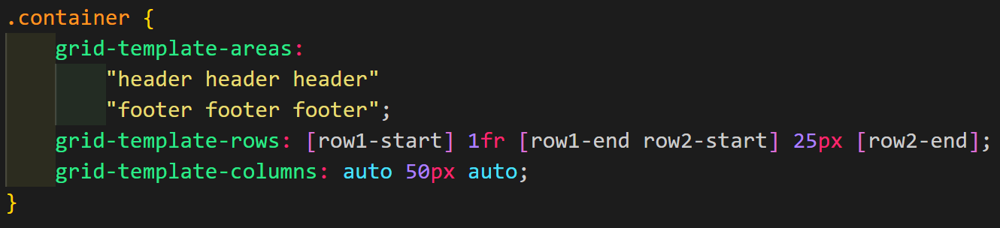 .container {
    grid-template-areas:
        "header header header"
        "footer footer footer";
    grid-template-rows: [row1-start] 1fr [row1-end row2-start] 25px [row2-end];
    grid-template-columns: auto 50px auto;
}